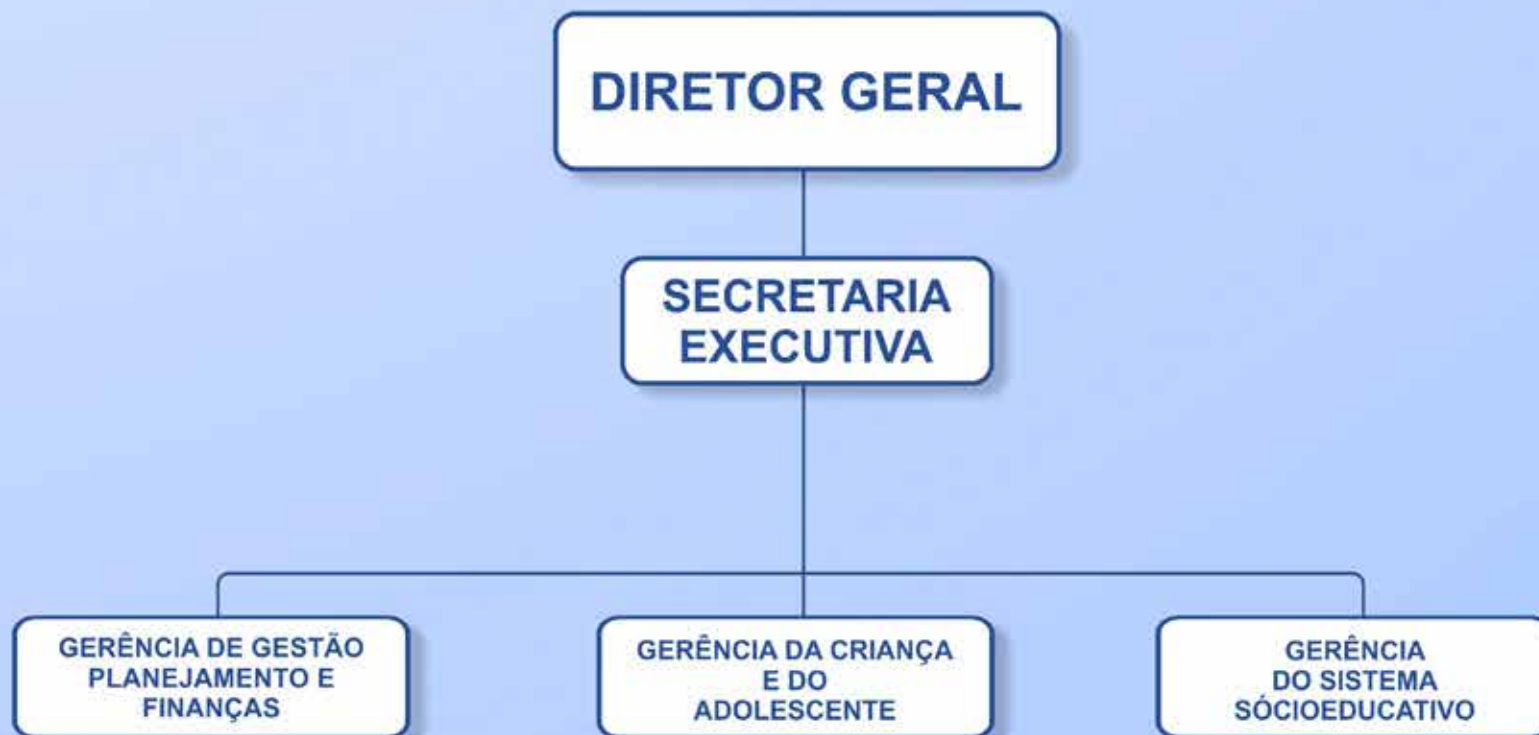 DIRETOR GERAL
SECRETARIA
EXECUTIVA
GERÊNCIA DE GESTÃO
PLANEJAMENTO E
FINANÇAS
GERÊNCIA DA CRIANÇA
E DO
ADOLESCENTE
GERÊNCIA
DO SISTEMA
SÓCIOEDUCATIVO